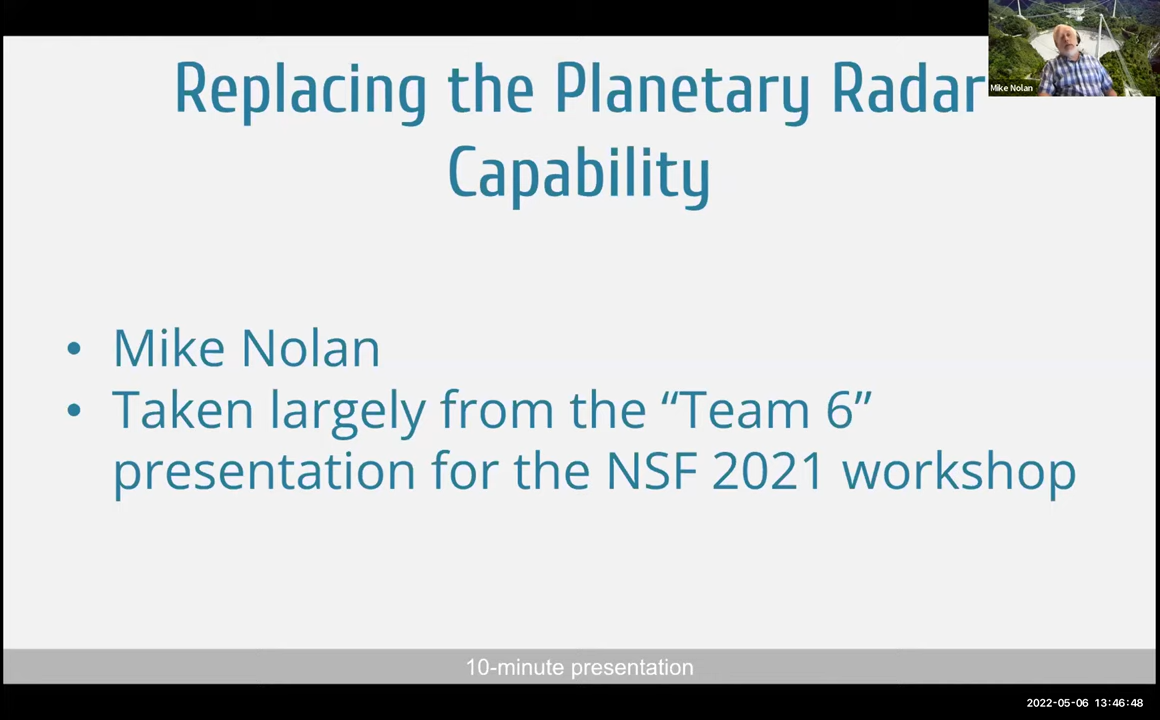 Replacing the Planetary Radar
Capability
Mike Nolan
• Mike Nolan
• Taken largely from the “Team 6”
presentation for the NSF 2021 workshop
10-minute presentation
2022-05-06 13:46:48